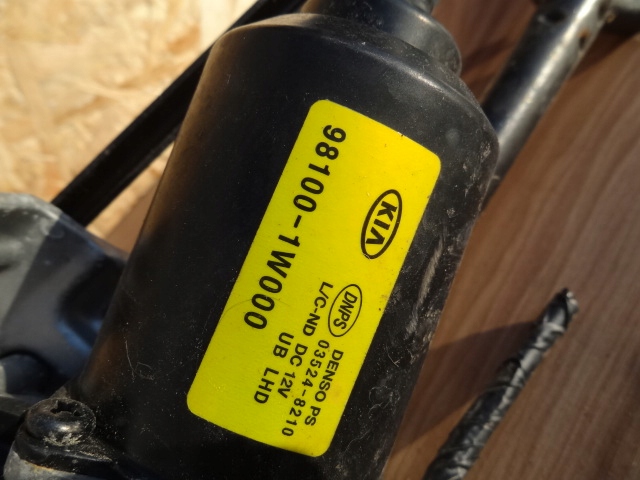 98100-1W000
KIA
DNPS
DENSO PS
03524-8210
L/C-ND DC 12V
UB LHD